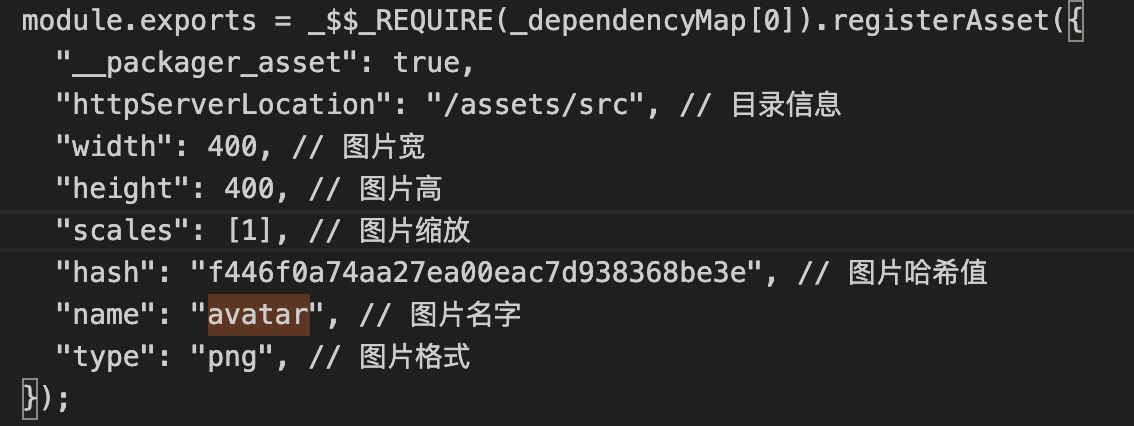 module.exports = _$$_REQUIRE(_dependencyMap[0]).registerAsset({
  "__packager_asset": true,
  "httpServerLocation": "/assets/src", // 目录信息
  "width": 400, // 图片宽
  "height": 400, // 图片高
  "scales": [1], // 图片缩放
  "hash": "f446f0a74aa27ea00eac7d938368be3e", // 图片哈希值
  "name": "avatar", // 图片名字
  "type": "png", // 图片格式
});